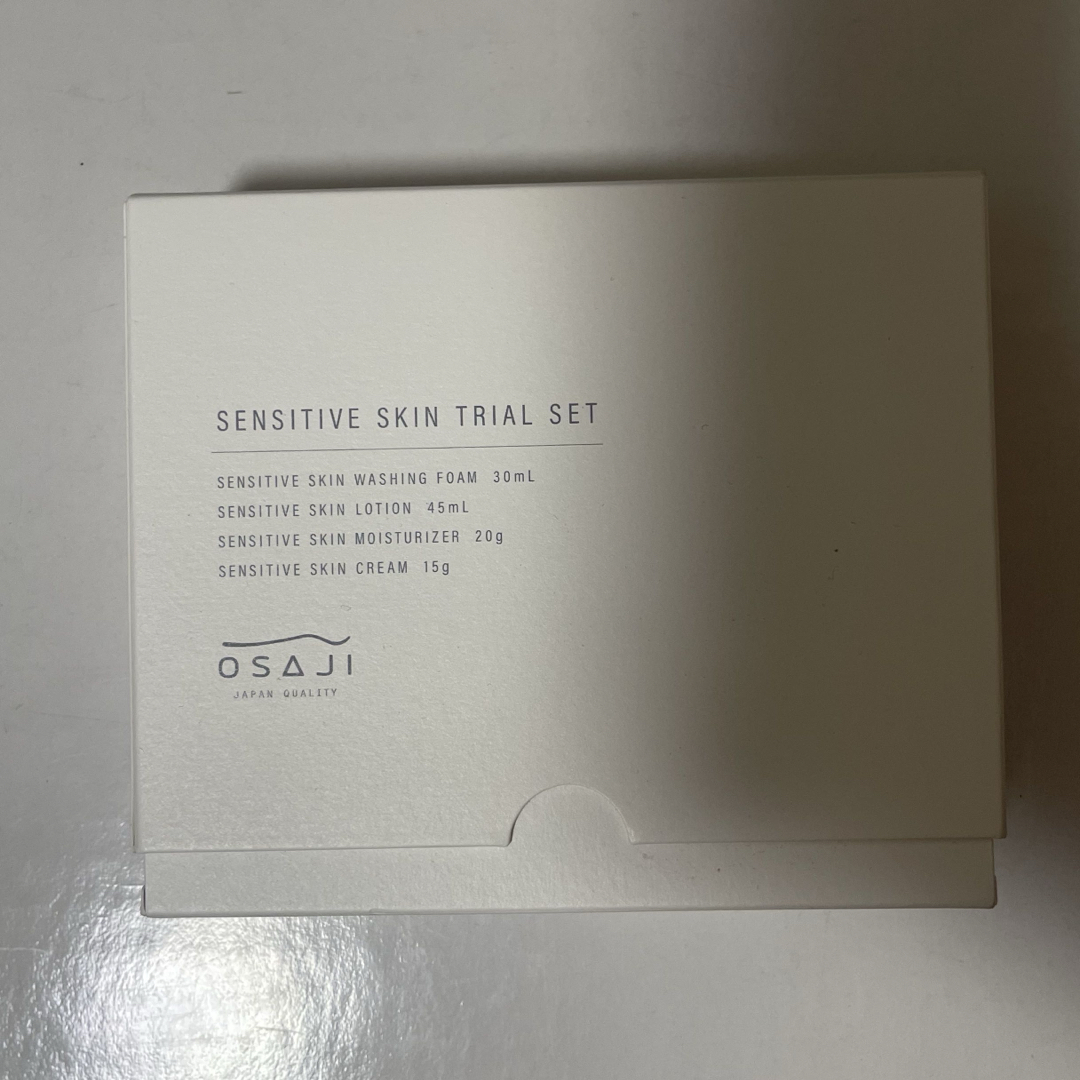 SENSITIVE SKIN TRIAL SET
SENSITIVE SKIN WASHING FOAM 30mL
SENSITIVE SKIN LOTION 45mL
SENSITIVE SKIN MOISTURIZER 20g
SENSITIVE SKIN CREAM 15g
OSAJI
JAPAN QUALITY